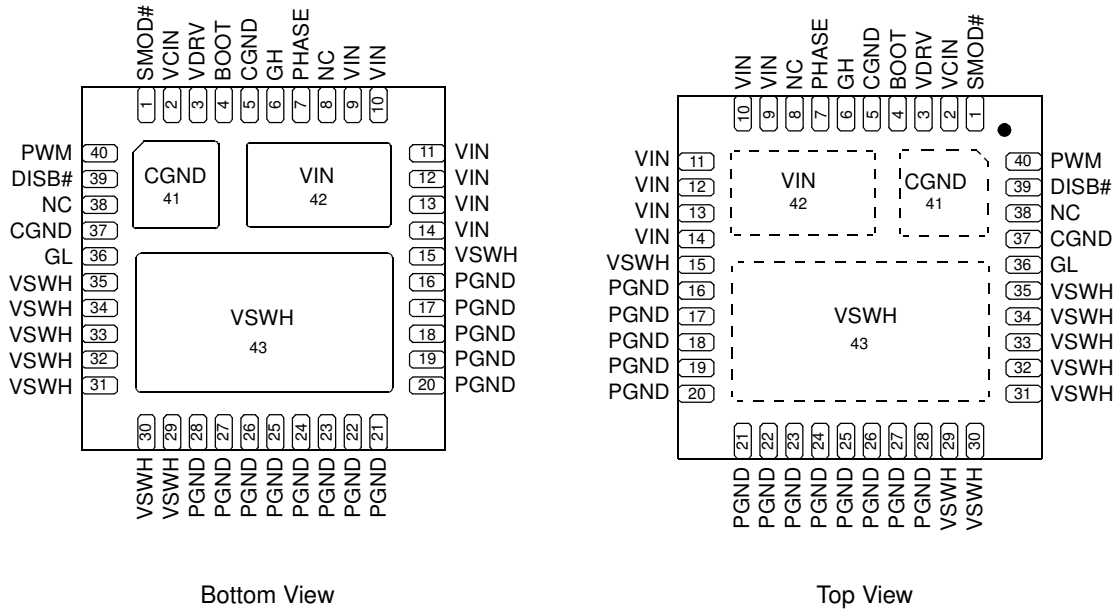 SMOD# VCIN VDRV BOOT CGND GH PHASE NC VIN VIN
1 2 3 4 5 6 7 8 9 10
PWM 40
DISB# 39
NC 38
CGND 37
GL 36
VSWH 35
VSWH 34
VSWH 33
VSWH 32
VSWH 31
CGND
41
VIN
42
VSWH
43
11 VIN
12 VIN
13 VIN
14 VIN
15 VSWH
16 PGND
17 PGND
18 PGND
19 PGND
20 PGND
30 29 28 27 26 25 24 23 22 21
VSWH VSWH PGND PGND PGND PGND PGND PGND PGND PGND
Bottom View
VIN VIN NC PHASE GH CGND BOOT VDRV VCIN SMOD#
10 9 8 7 6 5 4 3 2 1
VIN 11
VIN 12
VIN 13
VIN 14
VSWH 15
PGND 16
PGND 17
PGND 18
PGND 19
PGND 20
VIN
42
CGND
41
VSWH
43
40 PWM
39 DISB#
38 NC
37 CGND
36 GL
35 VSWH
34 VSWH
33 VSWH
32 VSWH
31 VSWH
21 22 23 24 25 26 27 28 29 30
PGND PGND PGND PGND PGND PGND PGND PGND VSWH VSWH
Top View